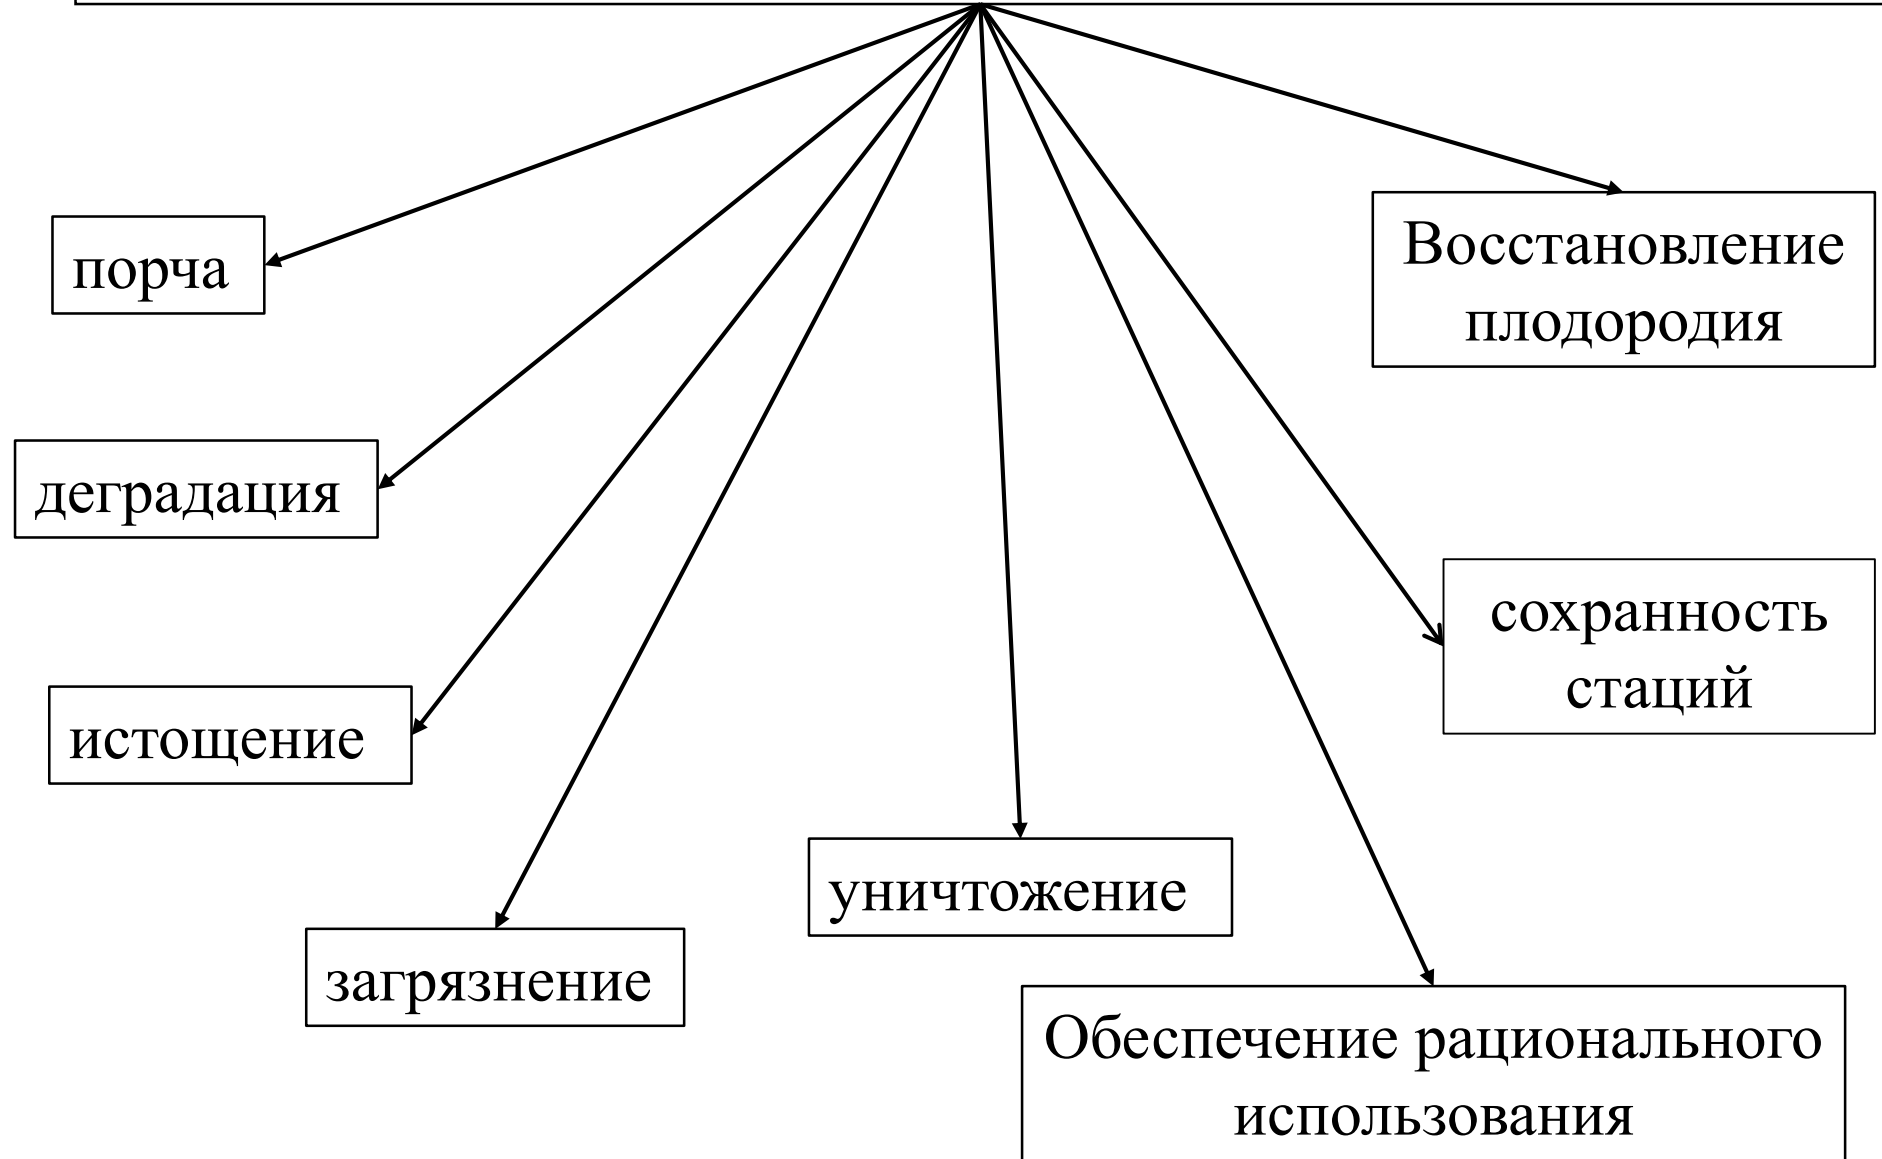 порча
Восстановление
плодородия
деградация
сохранность
стаций
истощение
уничтожение
загрязнение
Обеспечение рационального
использования